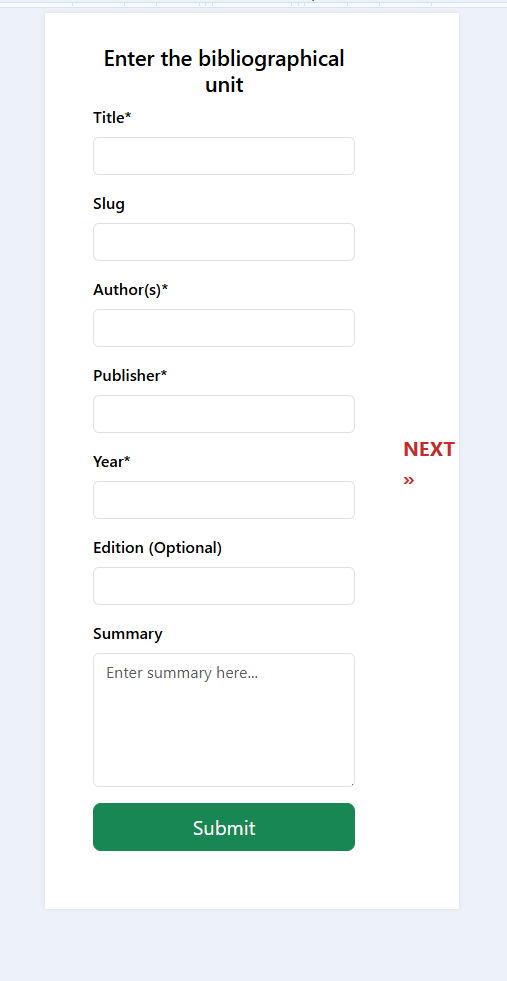 Enter the bibliographical
unit
Title*
Slug
Author(s)*
Publisher*
Year*
NEXT
»
Edition (Optional)
Summary
Enter summary here...
Submit